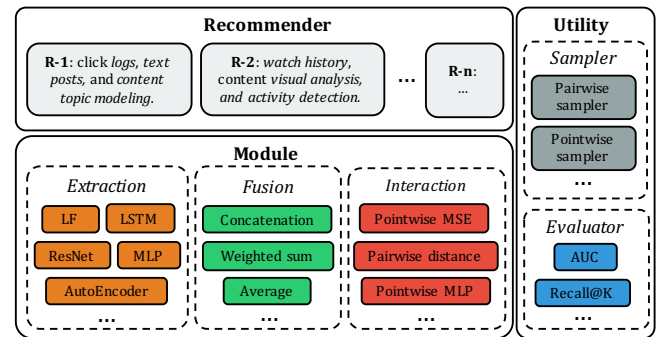 Recommender
R-1: click logs, text
posts, and content
topic modeling.
R-2: watch history,
content visual analysis,
and activity detection.
...
R-n:
...
Module
Extraction
LF
LSTM
ResNet
MLP
AutoEncoder
...
Fusion
Concatenation
Weighted sum
Average
...
Interaction
Pointwise MSE
Pairwise distance
Pointwise MLP
...
Utility
Sampler
Pairwise
sampler
Pointwise
sampler
...
Evaluator
AUC
Recall@K
...